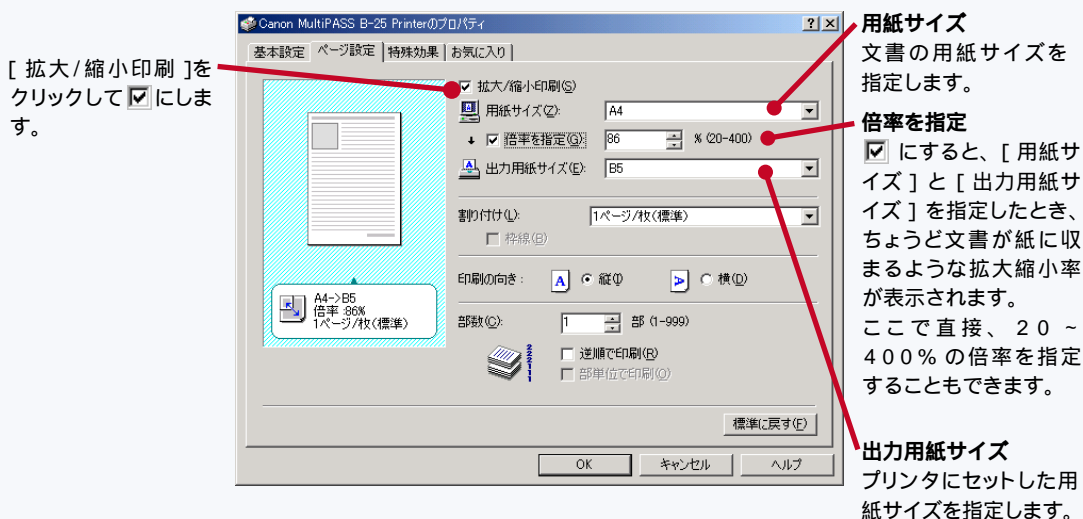 [ 拡大/縮小印刷 ]を
クリックして☑にしま
す。
Canon MultiPASS B-25 Printerのプロパティ
基本設定 ページ設定 特殊効果 お気に入り
A4->B5
倍率:86%
1ページ/枚(標準)
拡大/縮小印刷(S)
用紙サイズ(Z): A4
倍率を指定(G): 86 % (20-400)
出力用紙サイズ(E): B5
割り付け(L): 1ページ/枚(標準)
枠線(B)
印刷の向き: A 縦(I) A 横(D)
部数(C): 1 部 (1-999)
逆順で印刷(R)
部単位で印刷(O)
標準に戻す(F)
OK キャンセル ヘルプ
用紙サイズ
文書の用紙サイズを
指定します。
倍率を指定
☑ にすると、[ 用紙サ
イズ ] と [ 出力用紙サ
イズ ] を指定したとき、
ちょうど文書が紙に収
まるような拡大縮小率
が表示されます。
ここで直接、20 ~
400%の倍率を指定
することもできます。
出力用紙サイズ
プリンタにセットした用
紙サイズを指定します。